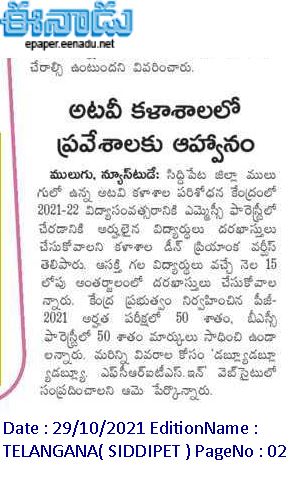 ఈనాడు
epaper.eenadu.net
చేరాల్సి ఉంటుందని వివరించారు.
అటవీ కళాశాలలో
ప్రవేశాలకు ఆహ్వానం
ములుగు, న్యూస్‌టుడే: సిద్దిపేట జిల్లా ములు
గులో ఉన్న అటవీ కళాశాల పరిశోధన కేంద్రంలో
2021-22 విద్యాసంవత్సరానికి ఎమ్మెస్సీ ఫారెస్ట్రీలో
చేరడానికి అర్హులైన విద్యార్థులు దరఖాస్తులు
చేసుకోవాలని కళాశాల డీన్ ప్రియాంక వర్గీస్
తెలిపారు. ఆసక్తి గల విద్యార్థులు వచ్చే నెల 15
లోపు అంతర్జాలంలో దరఖాస్తులు చేసుకోవాల
న్నారు. కేంద్ర ప్రభుత్వం నిర్వహించిన పీజీ-
2021 అర్హత పరీక్షలో 50 శాతం, బీఎస్సీ
ఫారెస్ట్రీలో 50 శాతం మార్కులు సాధించి ఉండా
లన్నారు. మరిన్ని వివరాల కోసం 'డబ్ల్యూడబ్ల్యూ
డబ్ల్యూ. ఎఫ్‌సీఆర్ఐటీఎస్.ఇన్' వెబ్‌సైటులో
సంప్రదించాలని ఆమె పేర్కొన్నారు.
Date : 29/10/2021 EditionName :
TELANGANA( SIDDIPET ) PageNo : 02